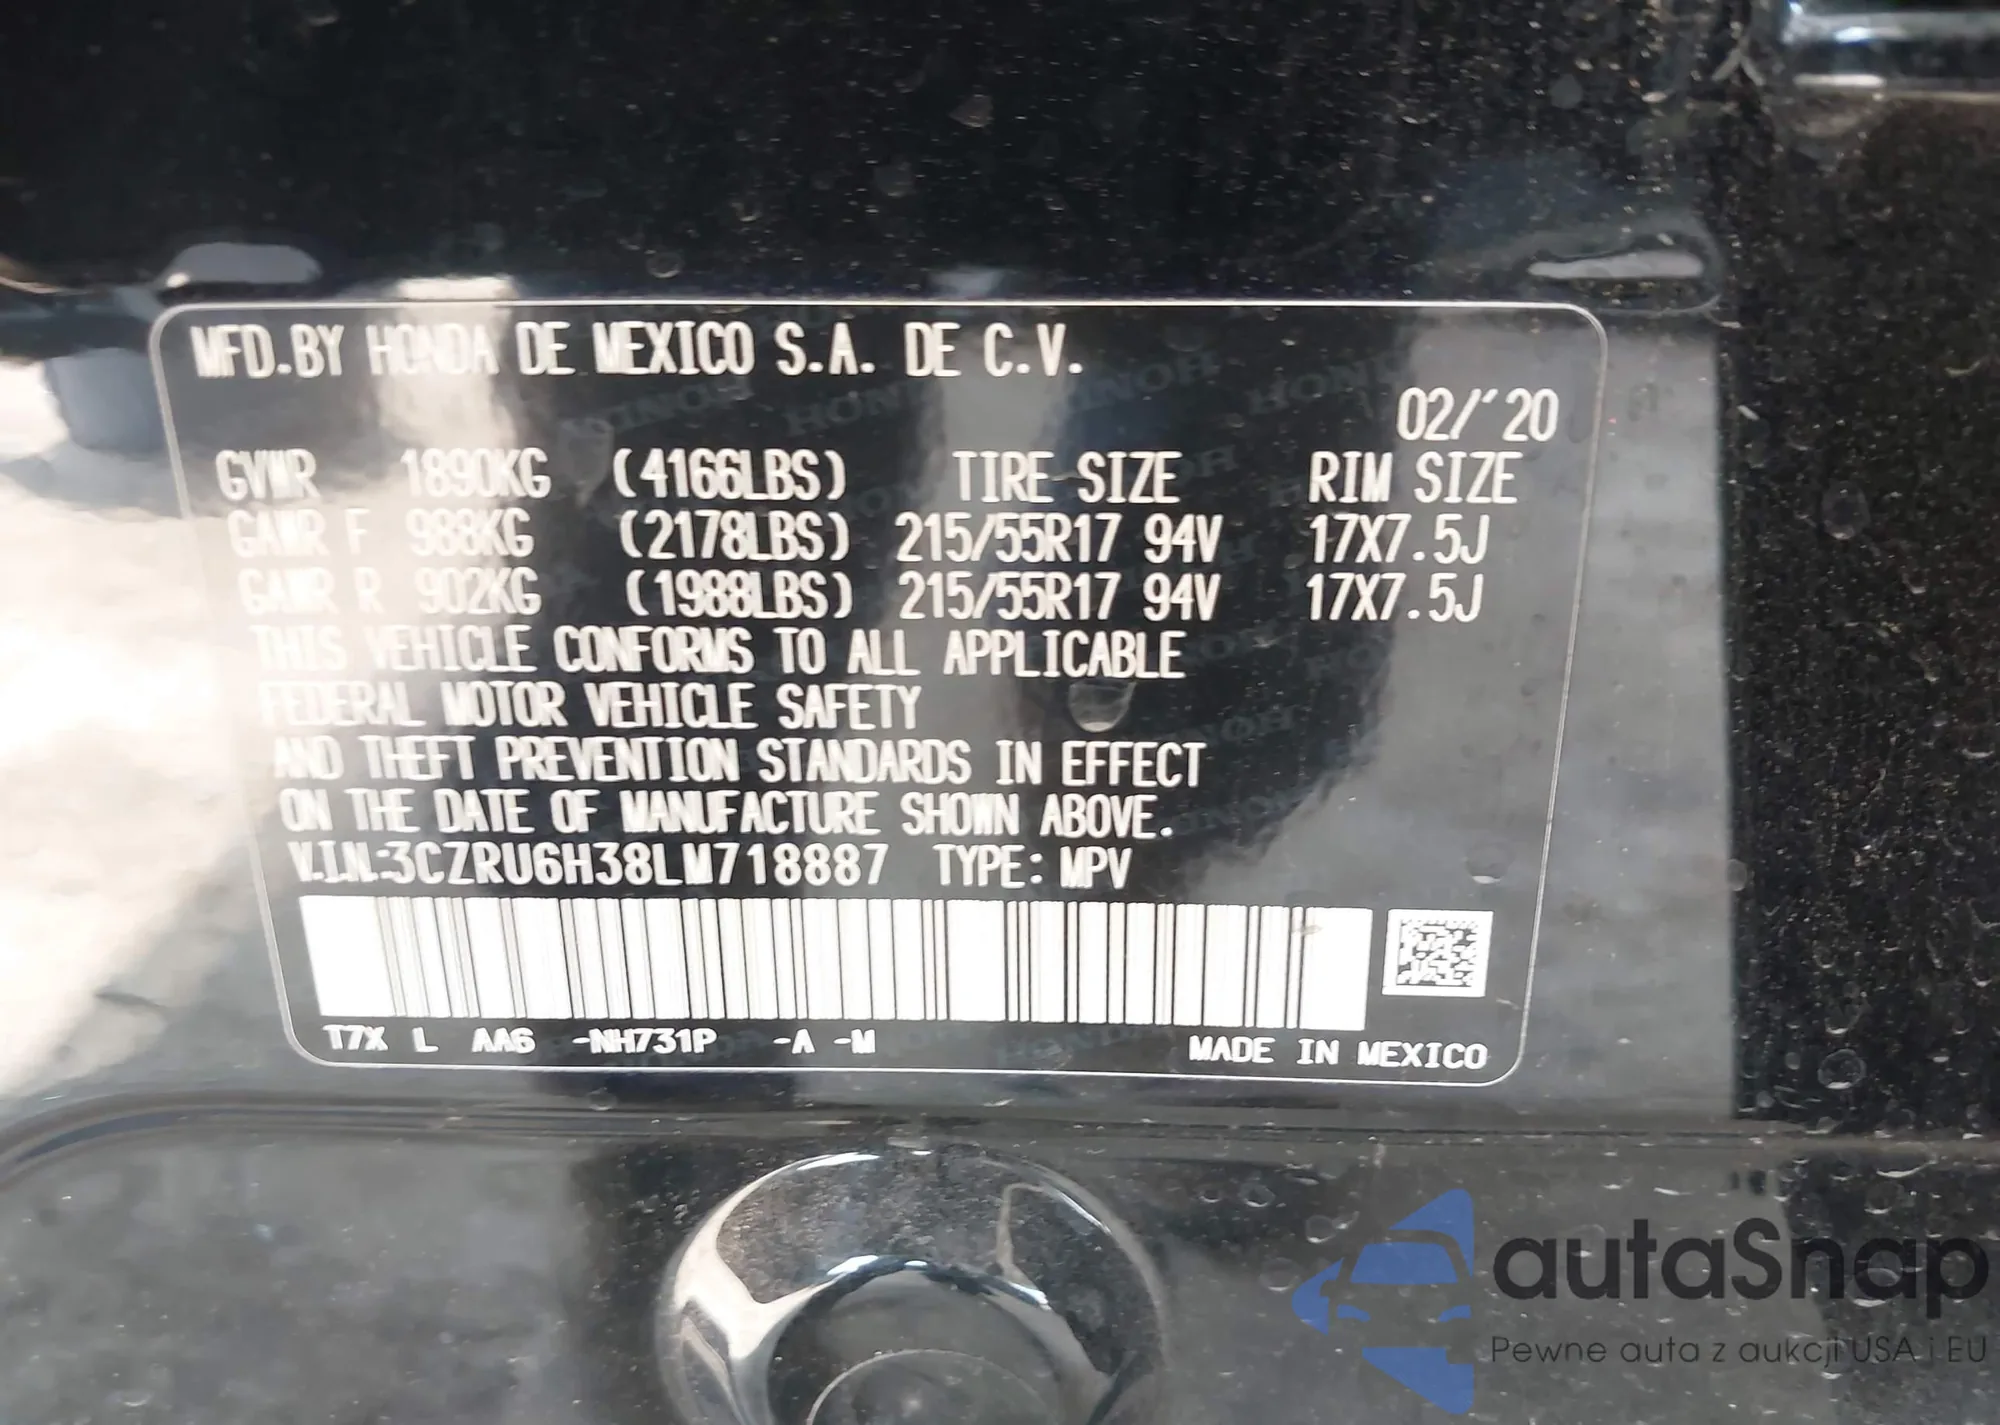 MFD.BY HONDA DE MEXICO S.A. DE C.V.
02/'20
GVWR 1890KG (4166LBS) TIRE SIZE RIM SIZE
GAWR F 988KG (2178LBS) 215/55R17 94V 17X7.5J
GAWR R 902KG (1988LBS) 215/55R17 94V 17X7.5J
THIS VEHICLE CONFORMS TO ALL APPLICABLE
FEDERAL MOTOR VEHICLE SAFETY
AND THEFT PREVENTION STANDARDS IN EFFECT
ON THE DATE OF MANUFACTURE SHOWN ABOVE.
V.I.N.:3CZRU6H38LM718887 TYPE: MPV
T7X L AA6 -NH731P -A -M
MADE IN MEXICO
autaSnap
Pewne auta z aukcji USA i EU